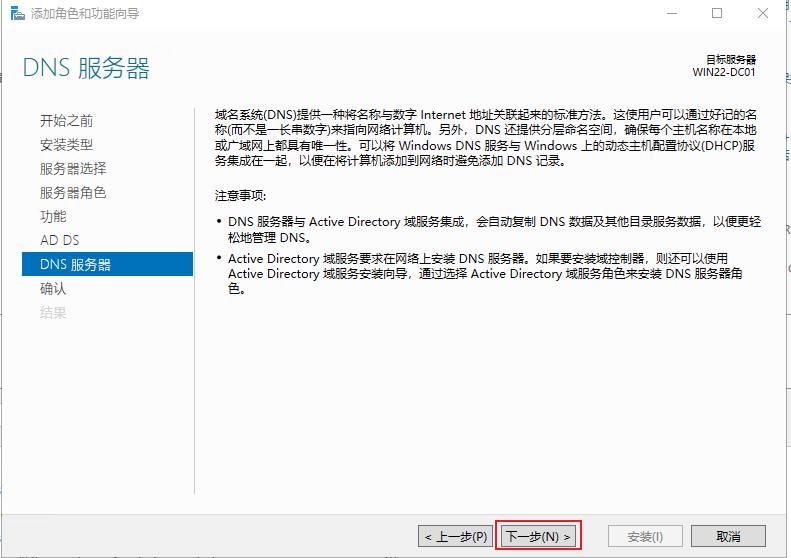 添加角色和功能向导
DNS 服务器
目标服务器
WIN22-DC01
开始之前
安装类型
服务器选择
服务器角色
功能
AD DS
DNS 服务器
确认
结果
域名系统(DNS)提供一种将名称与数字 Internet 地址关联起来的标准方法。这使用户可以通过好记的名
称(而不是一长串数字)来指向网络计算机。另外，DNS 还提供分层命名空间，确保每个主机名称在本地
或广域网上都具有唯一性。可以将 Windows DNS 服务与 Windows 上的动态主机配置协议(DHCP)服
务集成在一起，以便在将计算机添加到网络时避免添加 DNS 记录。
注意事项:
• DNS 服务器与 Active Directory 域服务集成，会自动复制 DNS 数据及其他目录服务数据，以便更轻
松地管理 DNS。
• Active Directory 域服务要求在网络上安装 DNS 服务器。如果要安装域控制器，则还可以使用
Active Directory 域服务安装向导，通过选择 Active Directory 域服务角色来安装 DNS 服务器角
色。
< 上一步(P)
下一步(N) >
安装(I)
取消